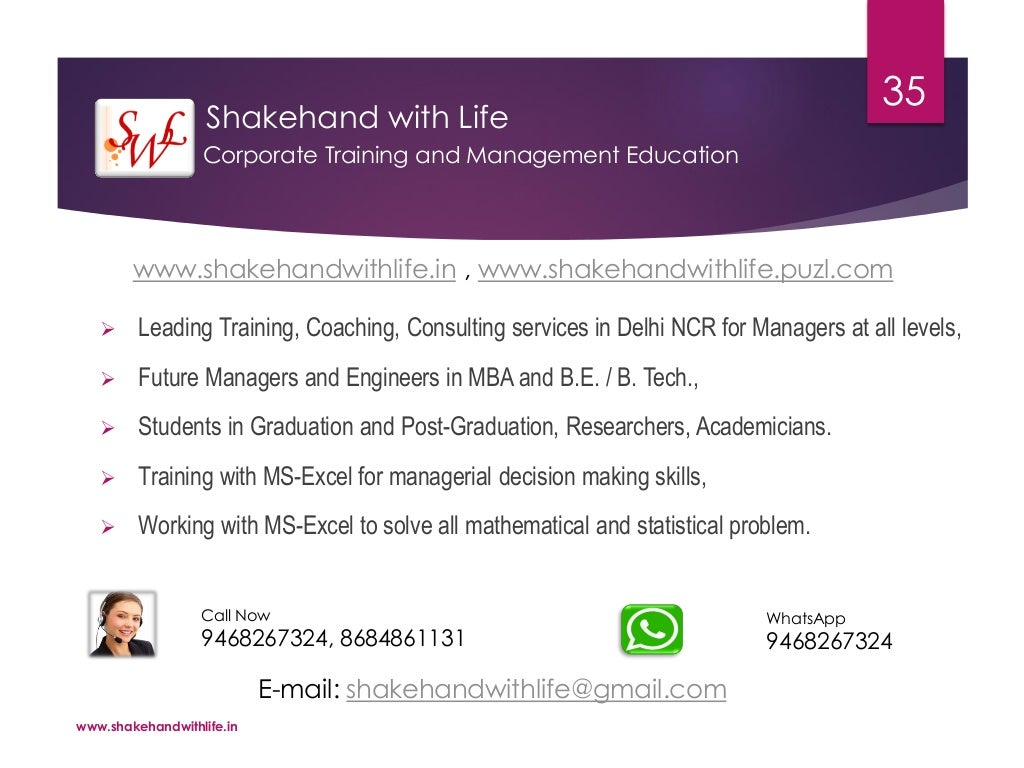 35
SWL
Shakehand with Life
Corporate Training and Management Education
www.shakehandwithlife.in , www.shakehandwithlife.puzl.com
➢ Leading Training, Coaching, Consulting services in Delhi NCR for Managers at all levels,
➢ Future Managers and Engineers in MBA and B.E. / B. Tech.,
➢ Students in Graduation and Post-Graduation, Researchers, Academicians.
➢ Training with MS-Excel for managerial decision making skills,
➢ Working with MS-Excel to solve all mathematical and statistical problem.
Call Now
9468267324, 8684861131
WhatsApp
9468267324
E-mail: shakehandwithlife@gmail.com
www.shakehandwithlife.in